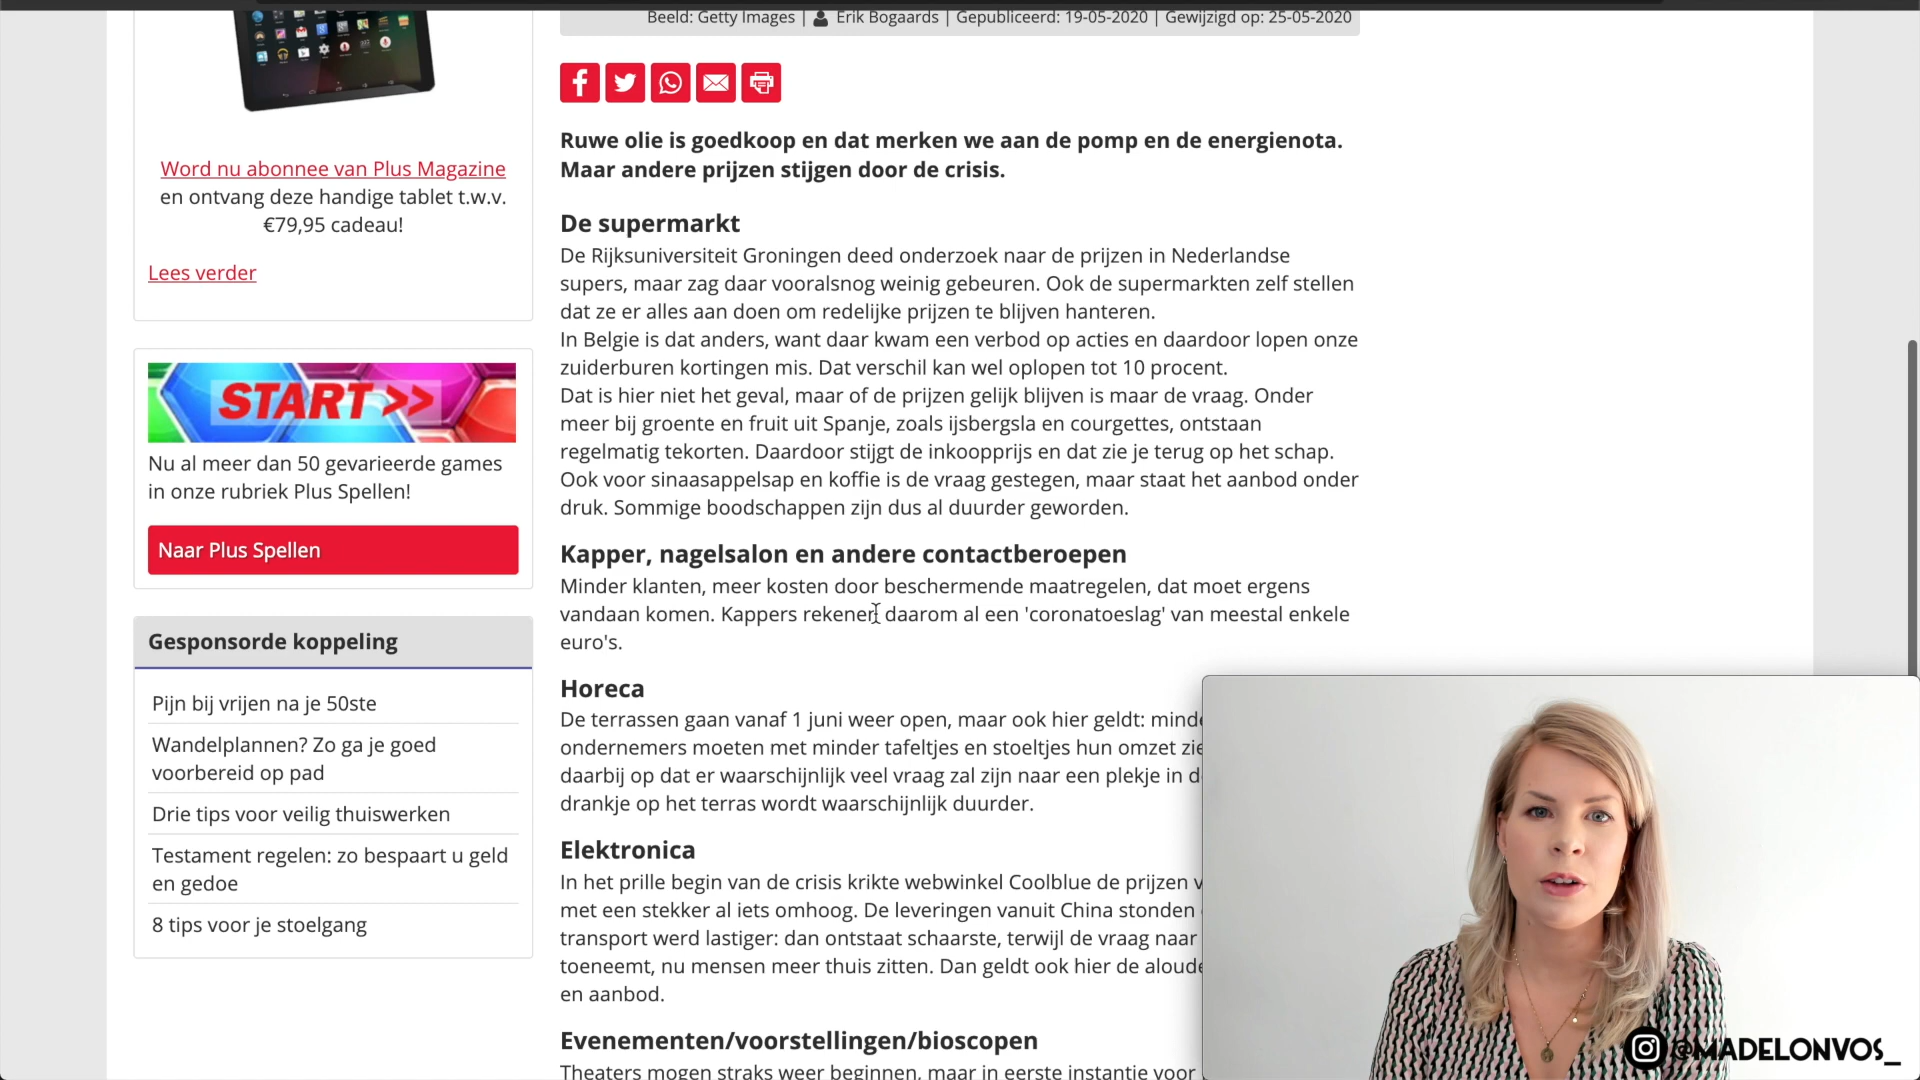 Beeld: Getty Images | Erik Bogaards | Gepubliceerd: 19-05-2020 | Gewijzigd op: 25-05-2020
Word nu abonnee van Plus Magazine
en ontvang deze handige tablet t.w.v.
€79,95 cadeau!
Lees verder
START >>
Nu al meer dan 50 gevarieerde games
in onze rubriek Plus Spellen!
Naar Plus Spellen
Gesponsorde koppeling
Pijn bij vrijen na je 50ste
Wandelplannen? Zo ga je goed
voorbereid op pad
Drie tips voor veilig thuiswerken
Testament regelen: zo bespaart u geld
en gedoe
8 tips voor je stoelgang
Ruwe olie is goedkoop en dat merken we aan de pomp en de energienota.
Maar andere prijzen stijgen door de crisis.
De supermarkt
De Rijksuniversiteit Groningen deed onderzoek naar de prijzen in Nederlandse
supers, maar zag daar vooralsnog weinig gebeuren. Ook de supermarkten zelf stellen
dat ze er alles aan doen om redelijke prijzen te blijven hanteren.
In Belgie is dat anders, want daar kwam een verbod op acties en daardoor lopen onze
zuiderburen kortingen mis. Dat verschil kan wel oplopen tot 10 procent.
Dat is hier niet het geval, maar of de prijzen gelijk blijven is maar de vraag. Onder
meer bij groente en fruit uit Spanje, zoals ijsbergsla en courgettes, ontstaan
regelmatig tekorten. Daardoor stijgt de inkoopprijs en dat zie je terug op het schap.
Ook voor sinaasappelsap en koffie is de vraag gestegen, maar staat het aanbod onder
druk. Sommige boodschappen zijn dus al duurder geworden.
Kapper, nagelsalon en andere contactberoepen
Minder klanten, meer kosten door beschermende maatregelen, dat moet ergens
vandaan komen. Kappers rekenen daarom al een 'coronatoeslag' van meestal enkele
euro's.
Horeca
De terrassen gaan vanaf 1 juni weer open, maar ook hier geldt:
ondernemers moeten met minder tafeltjes en stoeltjes hun omzet
daarbij op dat er waarschijnlijk veel vraag zal zijn naar een plekje in
drankje op het terras wordt waarschijnlijk duurder.
Elektronica
In het prille begin van de crisis krikte webwinkel Coolblue de prijzen
met een stekker al iets omhoog. De leveringen vanuit China stonden
transport werd lastiger: dan ontstaat schaarste, terwijl de vraag naar
toeneemt, nu mensen meer thuis zitten. Dan geldt ook hier de
en aanbod.
Evenementen/voorstellingen/bioscopen
Theaters mogen straks weer beginnen, maar in eerste instantie voor
@MADELONVOS_